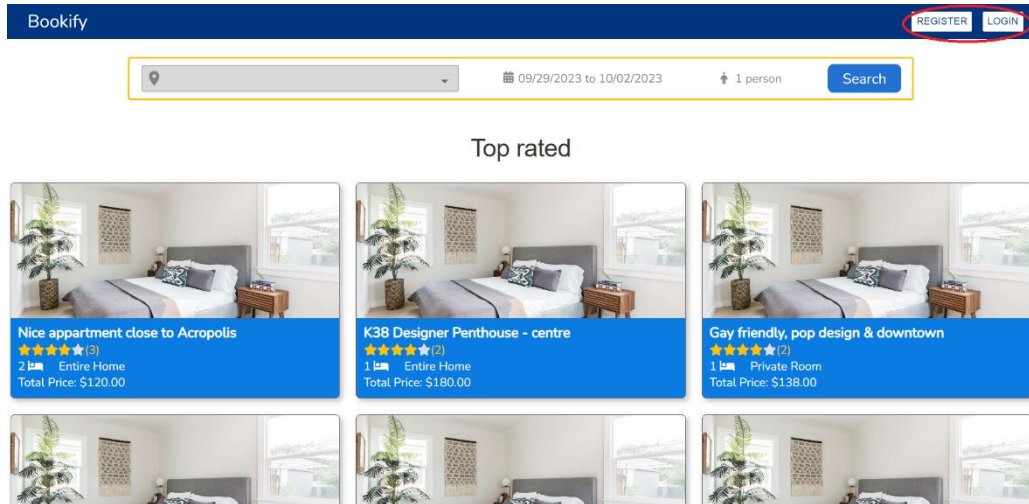 Bookify
REGISTER LOGIN
09/29/2023 to 10/02/2023 1 person Search
Top rated
Nice appartment close to Acropolis
(3)
2 Entire Home
Total Price: $120.00
K38 Designer Penthouse - centre
(2)
1 Entire Home
Total Price: $180.00
Gay friendly, pop design & downtown
(2)
1 Private Room
Total Price: $138.00